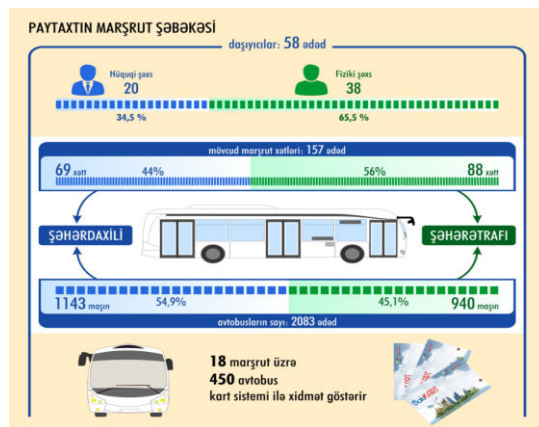 PAYTAXTIN MARŞRUT ŞƏBƏKƏSİ
daşıyıcılar: 58 ədəd
Hüquqi şəxs
20
Fiziki şəxs
38
34,5 %
65,5 %
mövcud marşrut xətləri: 157 ədəd
69 xətt
44%
56%
88 xətt
ŞƏHƏRDAXİLİ
ŞƏHƏRƏTRAFI
1143 maşın
54,9%
45,1%
940 maşın
avtobusların sayı: 2083 ədəd
18 marşrut üzrə
450 avtobus
kart sistemi ilə xidmət göstərir
BakıKART